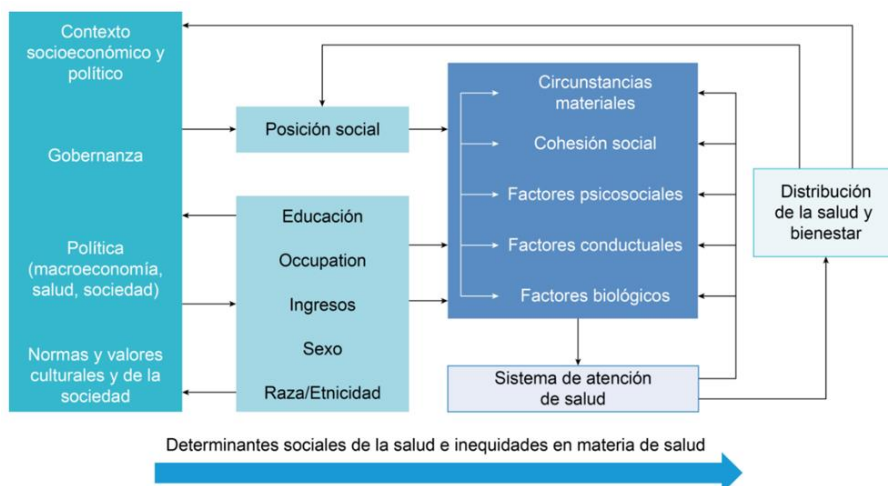 Contexto
socioeconómico y
político
Gobernanza
Política
(macroeconomía,
salud, sociedad)
Normas y valores
culturales y de la
sociedad
Posición social
Educación
Occupation
Ingresos
Sexo
Raza/Etnicidad
Circunstancias
materiales
Cohesión social
Factores psicosociales
Factores conductuales
Factores biológicos
Sistema de atención
de salud
Distribución
de la salud y
bienestar
Determinantes sociales de la salud e inequidades en materia de salud